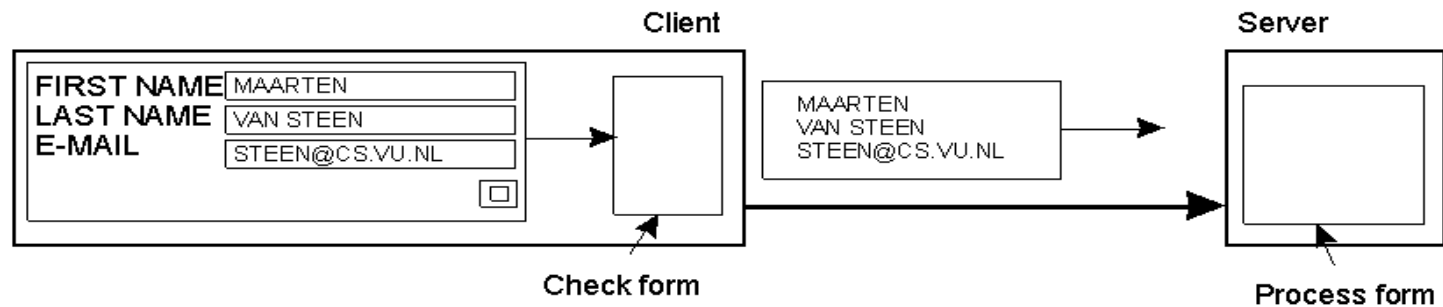 Client
Server
FIRST NAME MAARTEN
LAST NAME VAN STEEN
E-MAIL STEEN@CS.VU.NL
MAARTEN
VAN STEEN
STEEN@CS.VU.NL
Check form
Process form